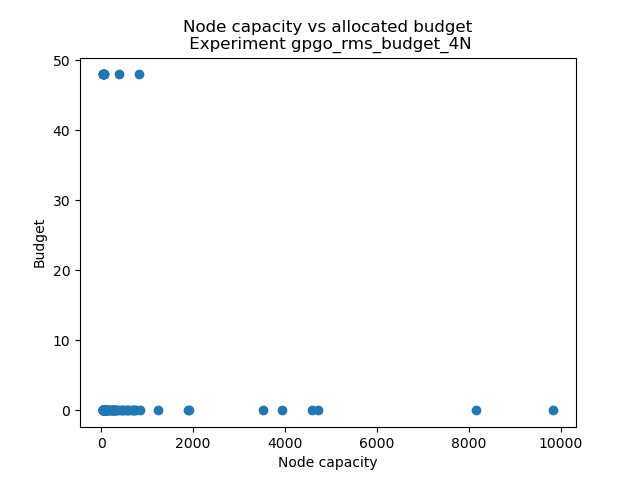 Node capacity vs allocated budget
Experiment gpgo_rms_budget_4N
50
40
30
20
10
0
Budget
0 2000 4000 6000 8000 10000
Node capacity